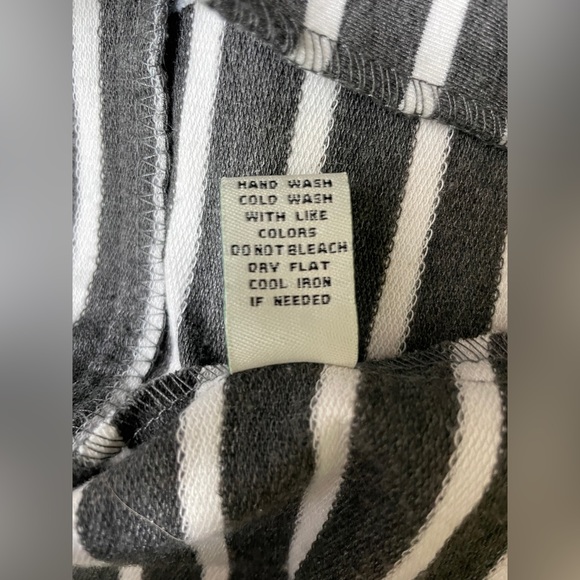 HAND WASH
COLD WASH
WITH LIKE
COLORS
DO NOT BLEACH
DRY FLAT
COOL IRON
IF NEEDED